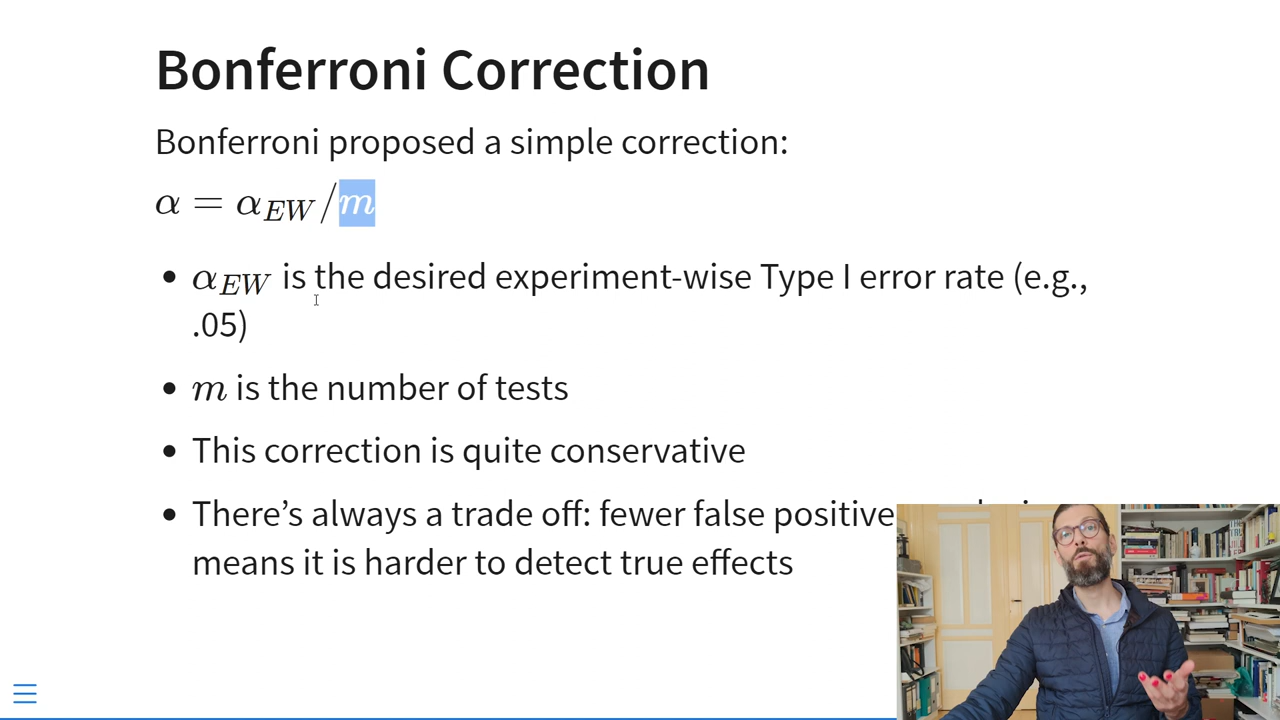 Bonferroni Correction
Bonferroni proposed a simple correction:
α = α_EW / m
• α_EW is the desired experiment-wise Type I error rate (e.g.,
.05)
• m is the number of tests
• This correction is quite conservative
• There’s always a trade off: fewer false positive
means it is harder to detect true effects